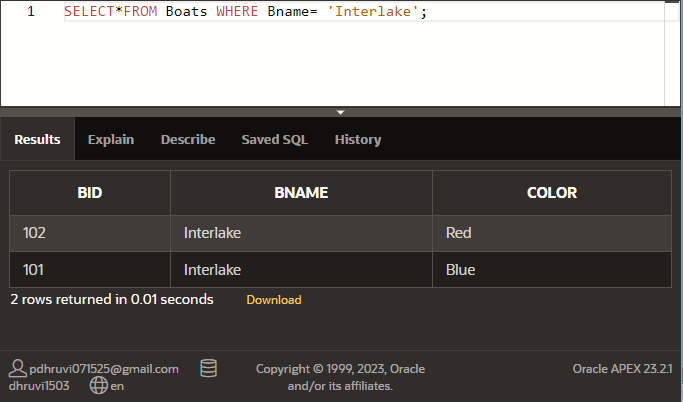 1 SELECT*FROM Boats WHERE Bname= 'Interlake';
Results Explain Describe Saved SQL History
BID BNAME COLOR
102 Interlake Red
101 Interlake Blue
2 rows returned in 0.01 seconds Download
pdhruvi071525@gmail.com
dhruvi1503 en
Copyright © 1999, 2023, Oracle
and/or its affiliates.
Oracle APEX 23.2.1